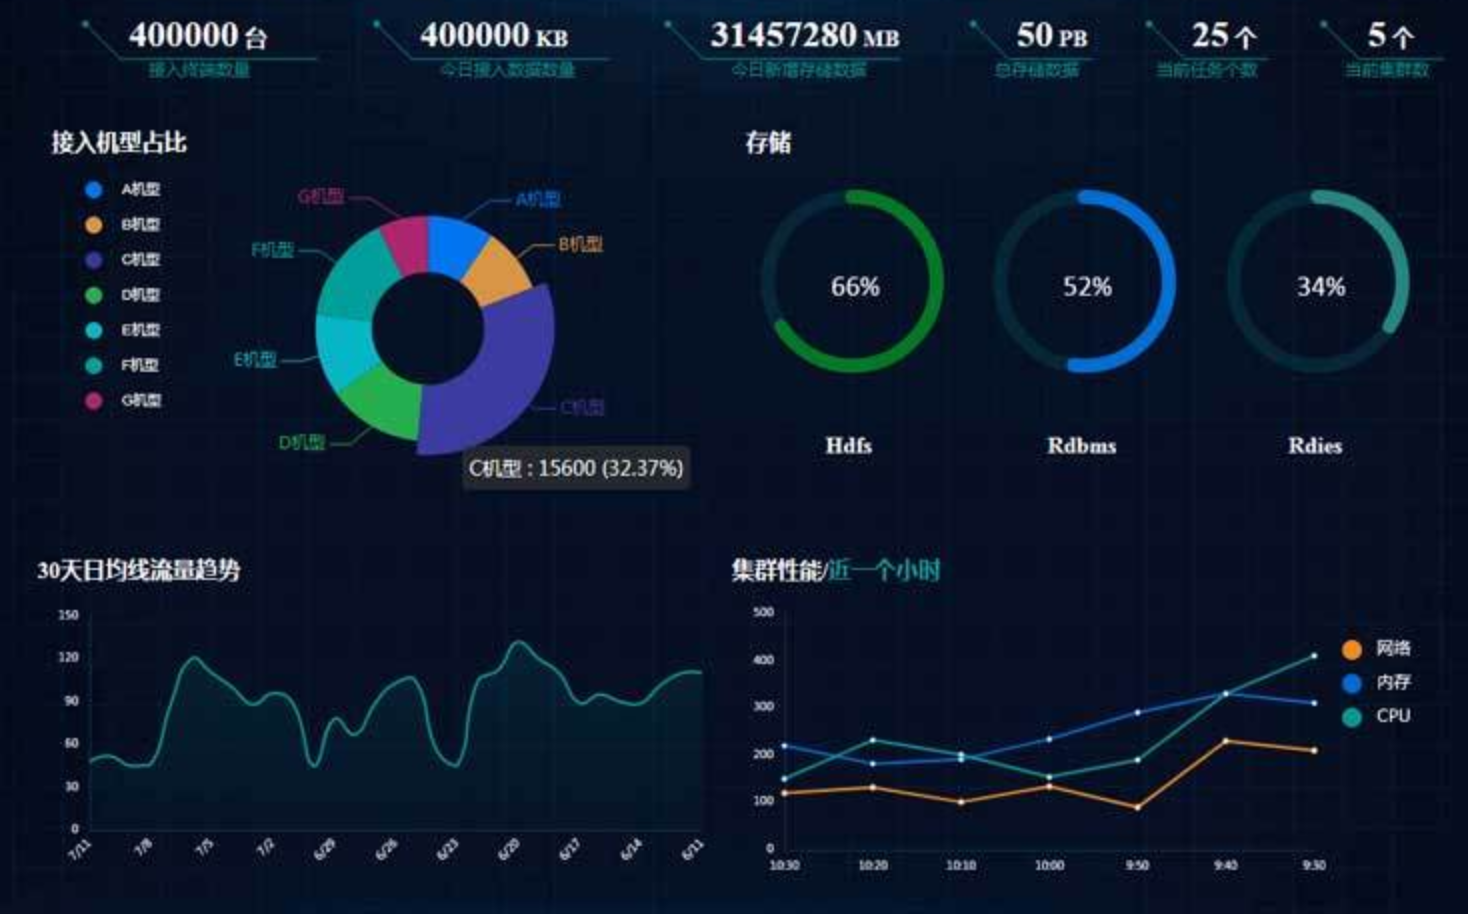 400000 台
接入终端数量
400000 KB
今日接入数据数量
31457280 MB
今日新增存储数据
50 PB
总存储数据
25 个
当前任务个数
5 个
当前集群数
接入机型占比
A机型
B机型
C机型
D机型
E机型
F机型
G机型
G机型
A机型
F机型
B机型
E机型
C机型
D机型
C机型 : 15600 (32.37%)
存储
66%
52%
34%
Hdfs
Rdbms
Rdies
30天日均线流量趋势
150
120
90
60
30
0
7/11
7/8
7/5
7/2
6/29
6/26
6/23
6/20
6/17
6/14
6/11
集群性能/近一个小时
500
400
300
200
100
0
10:30
10:20
10:10
10:00
9:50
9:40
9:30
网络
内存
CPU